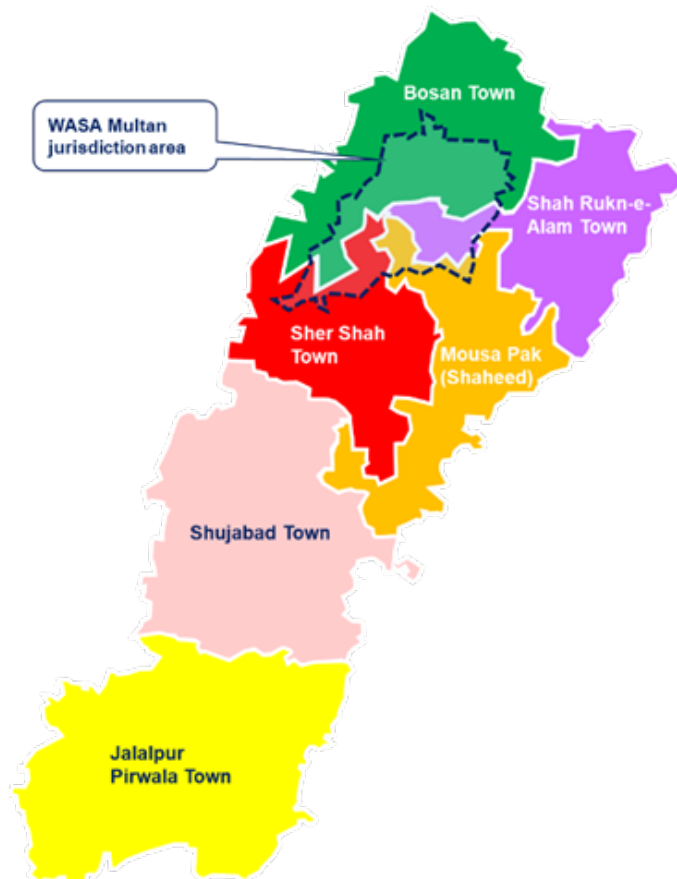 Bosan Town
WASA Multan
jurisdiction area
Shah Rukn-e-
Alam Town
Sher Shah
Town
Mousa Pak
(Shaheed)
Shujabad Town
Jalalpur
Pirwala Town